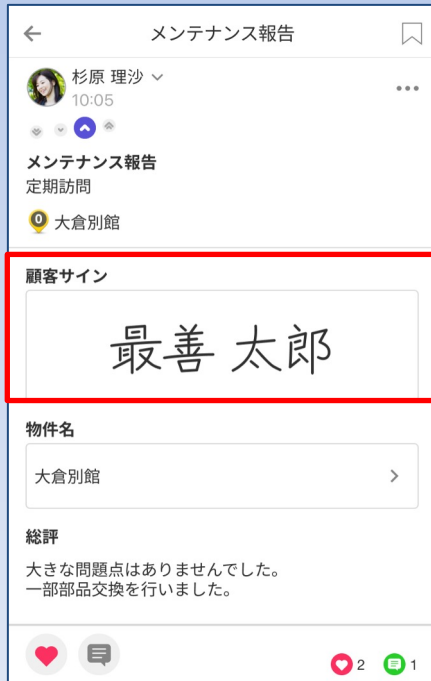 メンテナンス報告
杉原 理沙
10:05
メンテナンス報告
定期訪問
0 大倉別館
顧客サイン
最善 太郎
物件名
大倉別館
総評
大きな問題点はありませんでした。
一部部品交換を行いました。
2 1